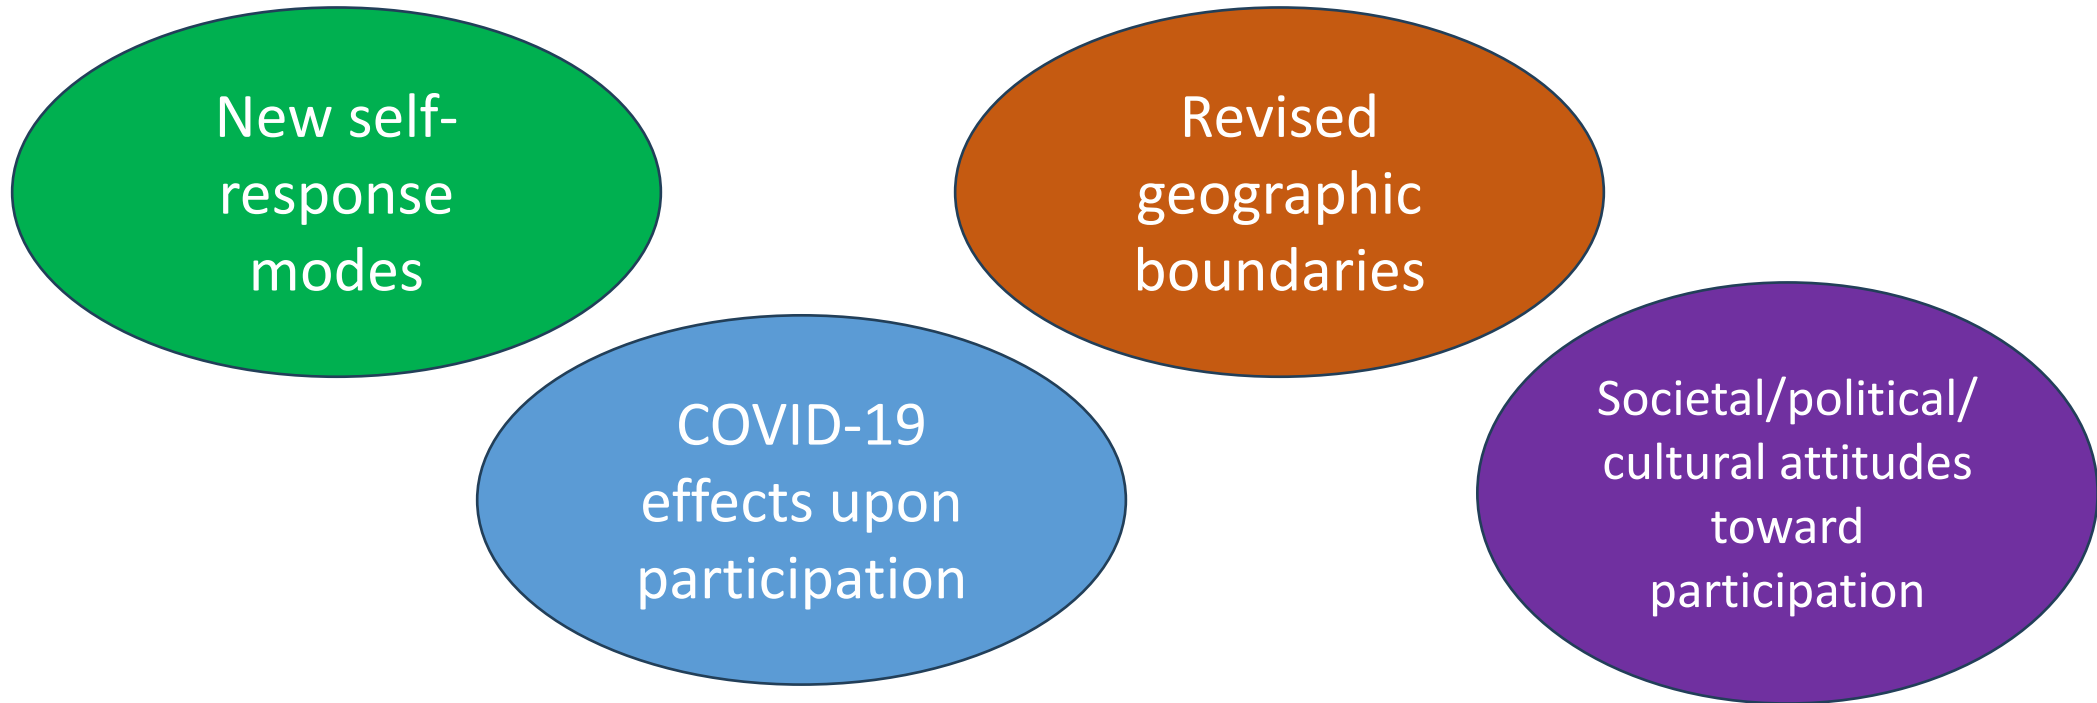 New self-
response
modes
Revised
geographic
boundaries
COVID-19
effects upon
participation
Societal/political/
cultural attitudes
toward
participation